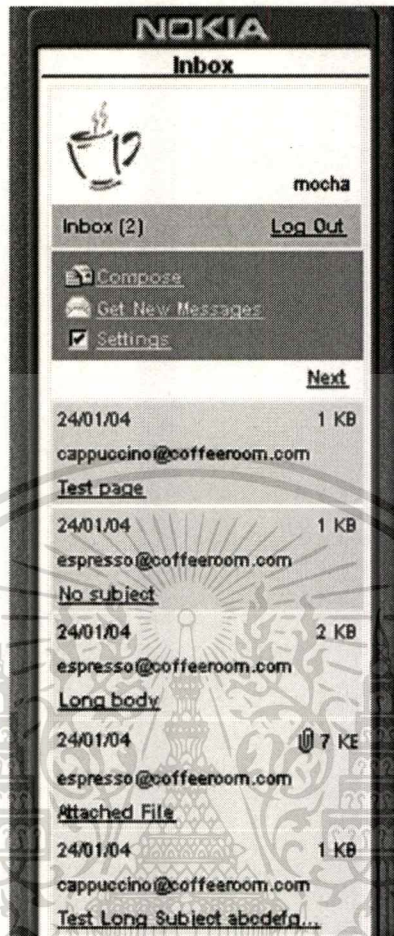 NOKIA
Inbox
mocha
Inbox (2) Log Out
Compose
Get New Messages
Settings
Next
24/01/04 1 KB
cappuccino@coffeeroom.com
Test page
24/01/04 1 KB
espresso@coffeeroom.com
No subject
24/01/04 2 KB
espresso@coffeeroom.com
Long body
24/01/04 7 KB
espresso@coffeeroom.com
Attached File
24/01/04 1 KB
cappuccino@coffeeroom.com
Test Long Subject abcdefg...